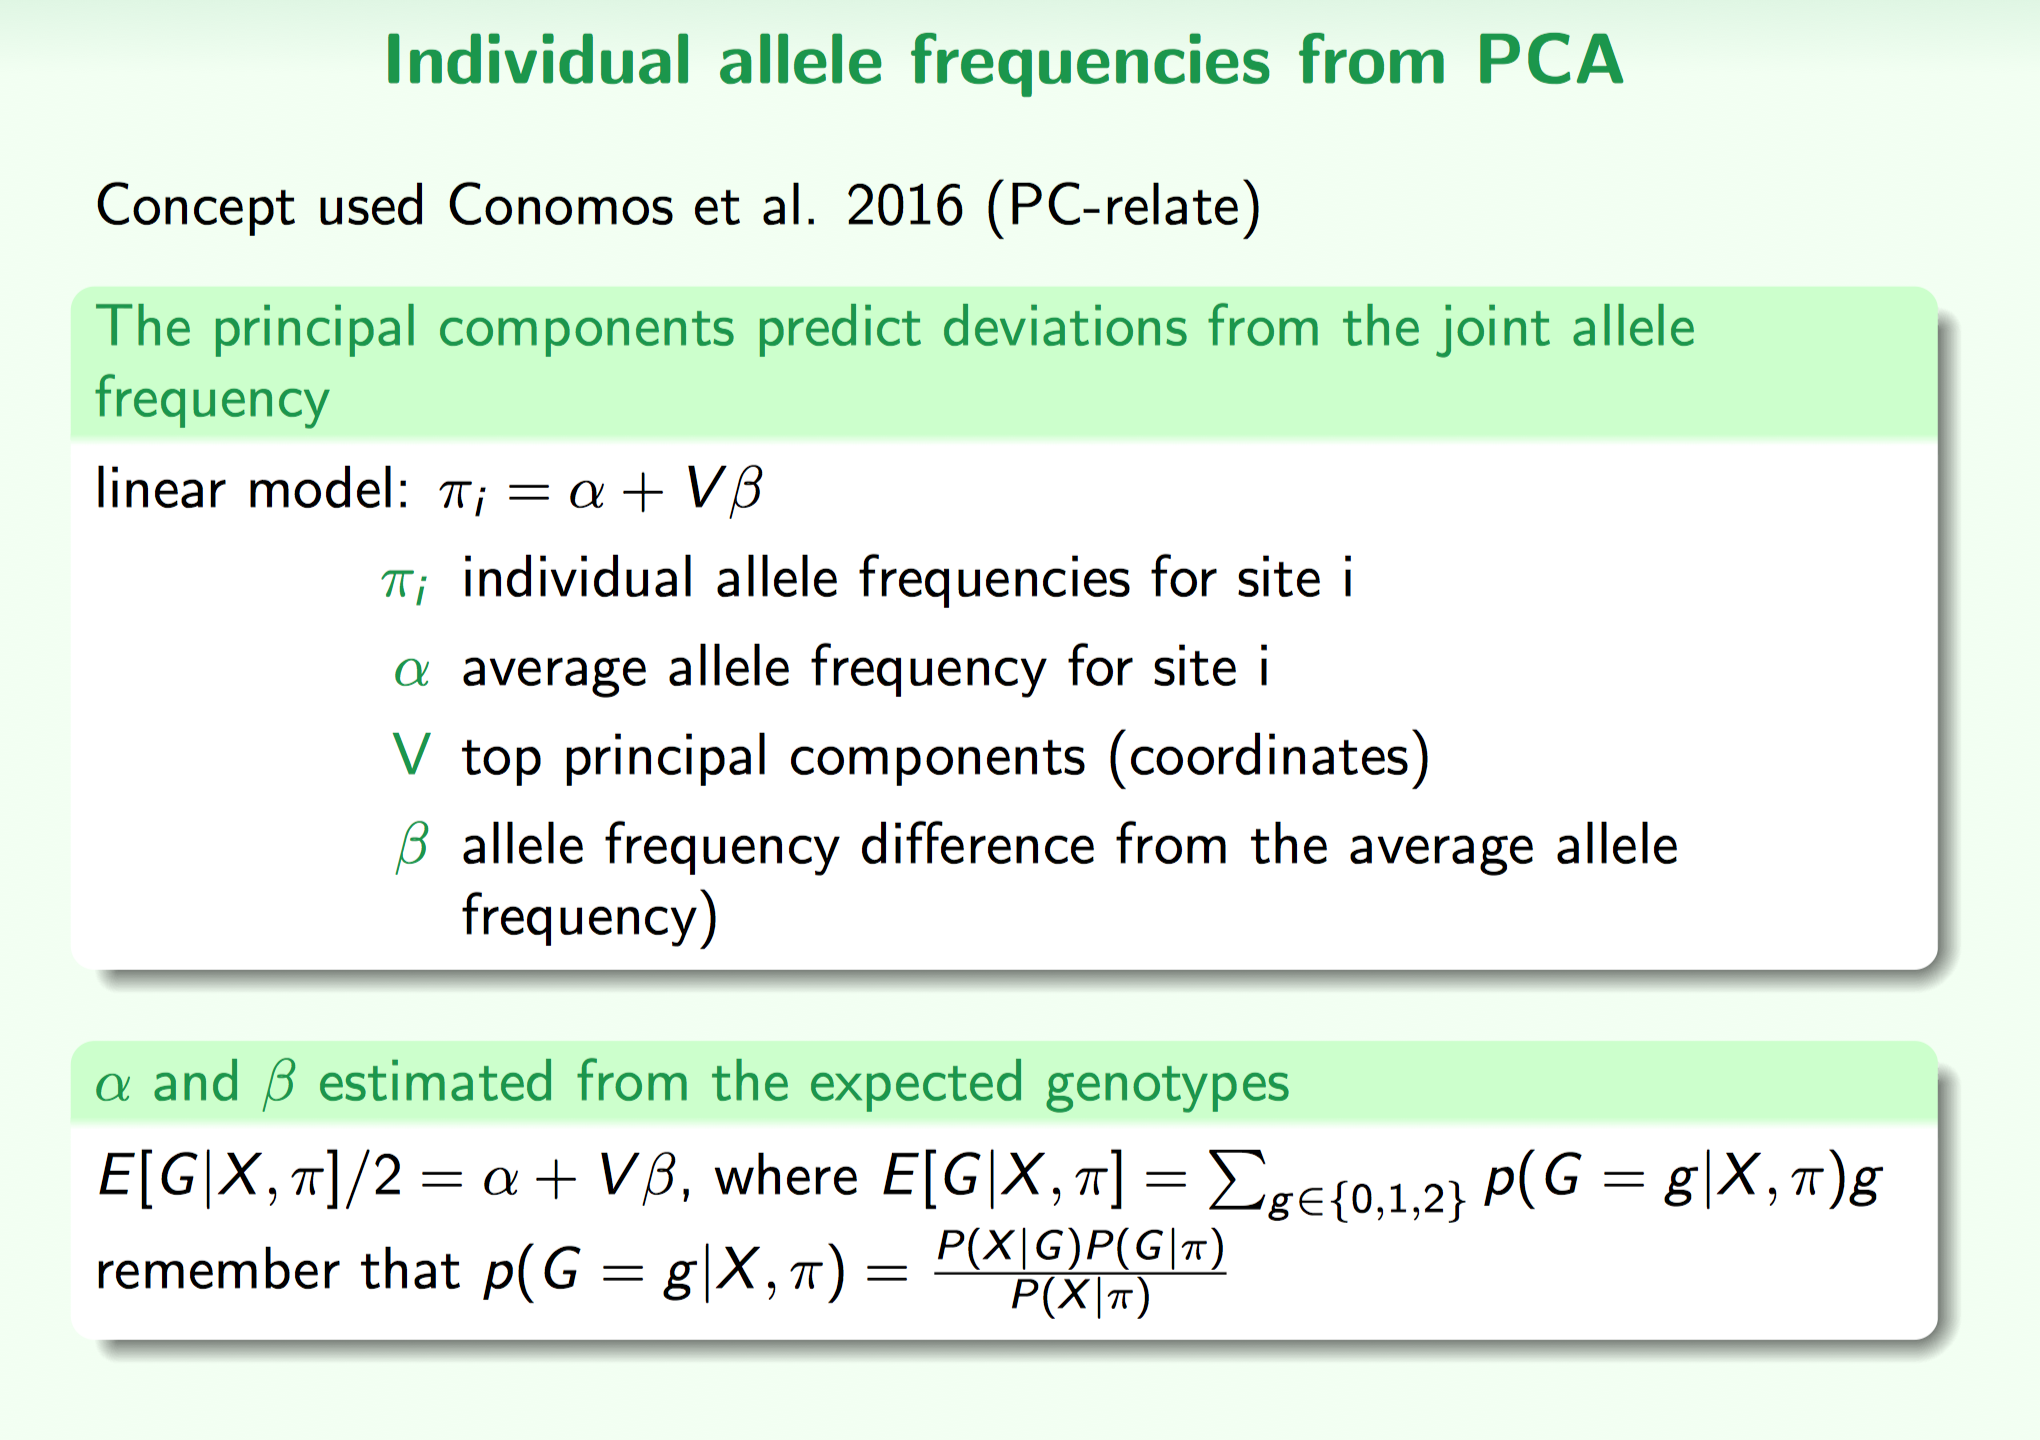 Individual allele frequencies from PCA
Concept used Conomos et al. 2016 (PC-relate)
The principal components predict deviations from the joint allele
frequency
linear model: πᵢ = α + Vβ
πᵢ individual allele frequencies for site i
α average allele frequency for site i
V top principal components (coordinates)
β allele frequency difference from the average allele
frequency)
α and β estimated from the expected genotypes
E[G|X, π]/2 = α + Vβ, where E[G|X, π] = ∑_{g∈{0,1,2}} p(G = g|X, π)g
remember that p(G = g|X, π) = \frac{P(X|G)P(G|π)}{P(X|π)}